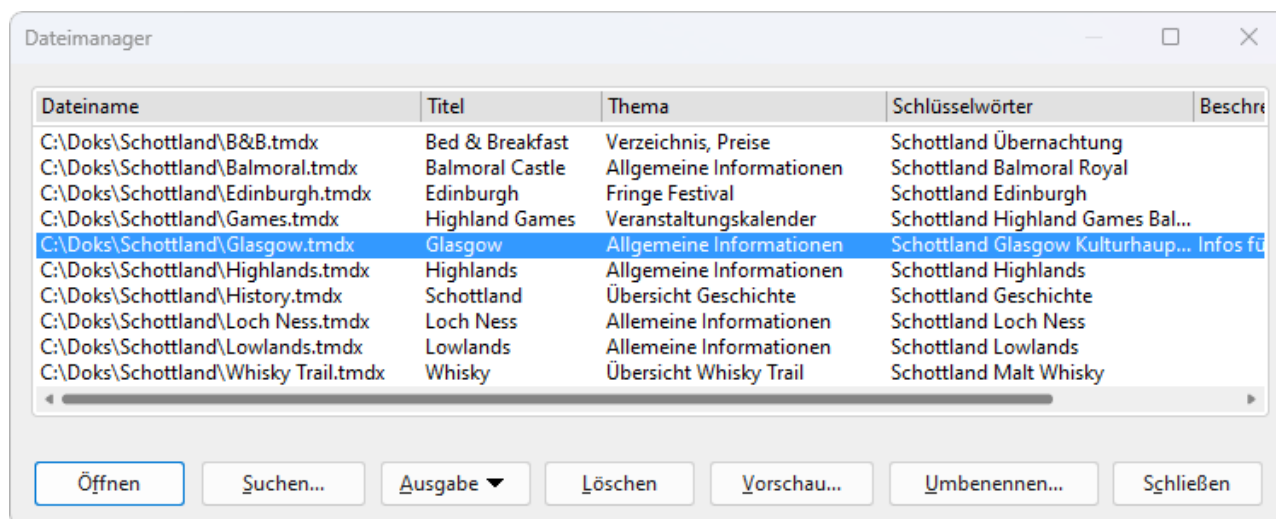 Dateimanager
Dateiname Titel Thema Schlüsselwörter Beschre
C:\Doks\Schottland\B&B.tmdx Bed & Breakfast Verzeichnis, Preise Schottland Übernachtung
C:\Doks\Schottland\Balmoral.tmdx Balmoral Castle Allgemeine Informationen Schottland Balmoral Royal
C:\Doks\Schottland\Edinburgh.tmdx Edinburgh Fringe Festival Schottland Edinburgh
C:\Doks\Schottland\Games.tmdx Highland Games Veranstaltungskalender Schottland Highland Games Bal...
C:\Doks\Schottland\Glasgow.tmdx Glasgow Allgemeine Informationen Schottland Glasgow Kulturhaup... Infos fü
C:\Doks\Schottland\Highlands.tmdx Highlands Allgemeine Informationen Schottland Highlands
C:\Doks\Schottland\History.tmdx Schottland Übersicht Geschichte Schottland Geschichte
C:\Doks\Schottland\Loch Ness.tmdx Loch Ness Allemeine Informationen Schottland Loch Ness
C:\Doks\Schottland\Lowlands.tmdx Lowlands Allemeine Informationen Schottland Lowlands
C:\Doks\Schottland\Whisky Trail.tmdx Whisky Übersicht Whisky Trail Schottland Malt Whisky
Öffnen Suchen... Ausgabe Löschen Vorschau... Umbenennen... Schließen